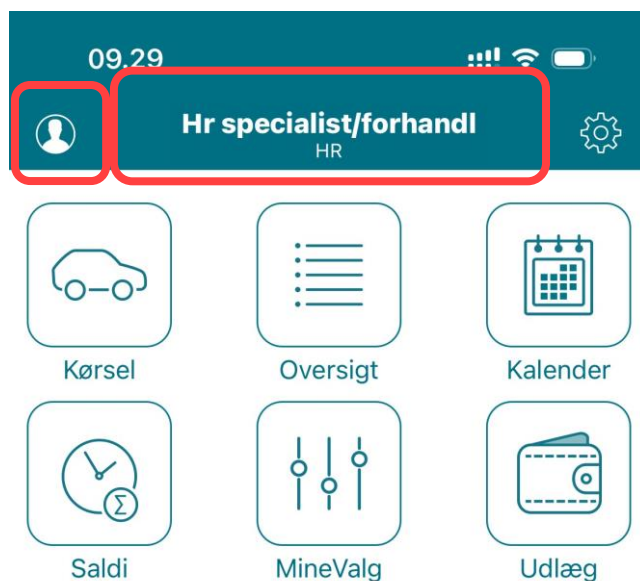 09.29
Hr specialist/forhandl
HR
Kørsel
Oversigt
Kalender
Σ
Saldi
MineValg
Udlæg